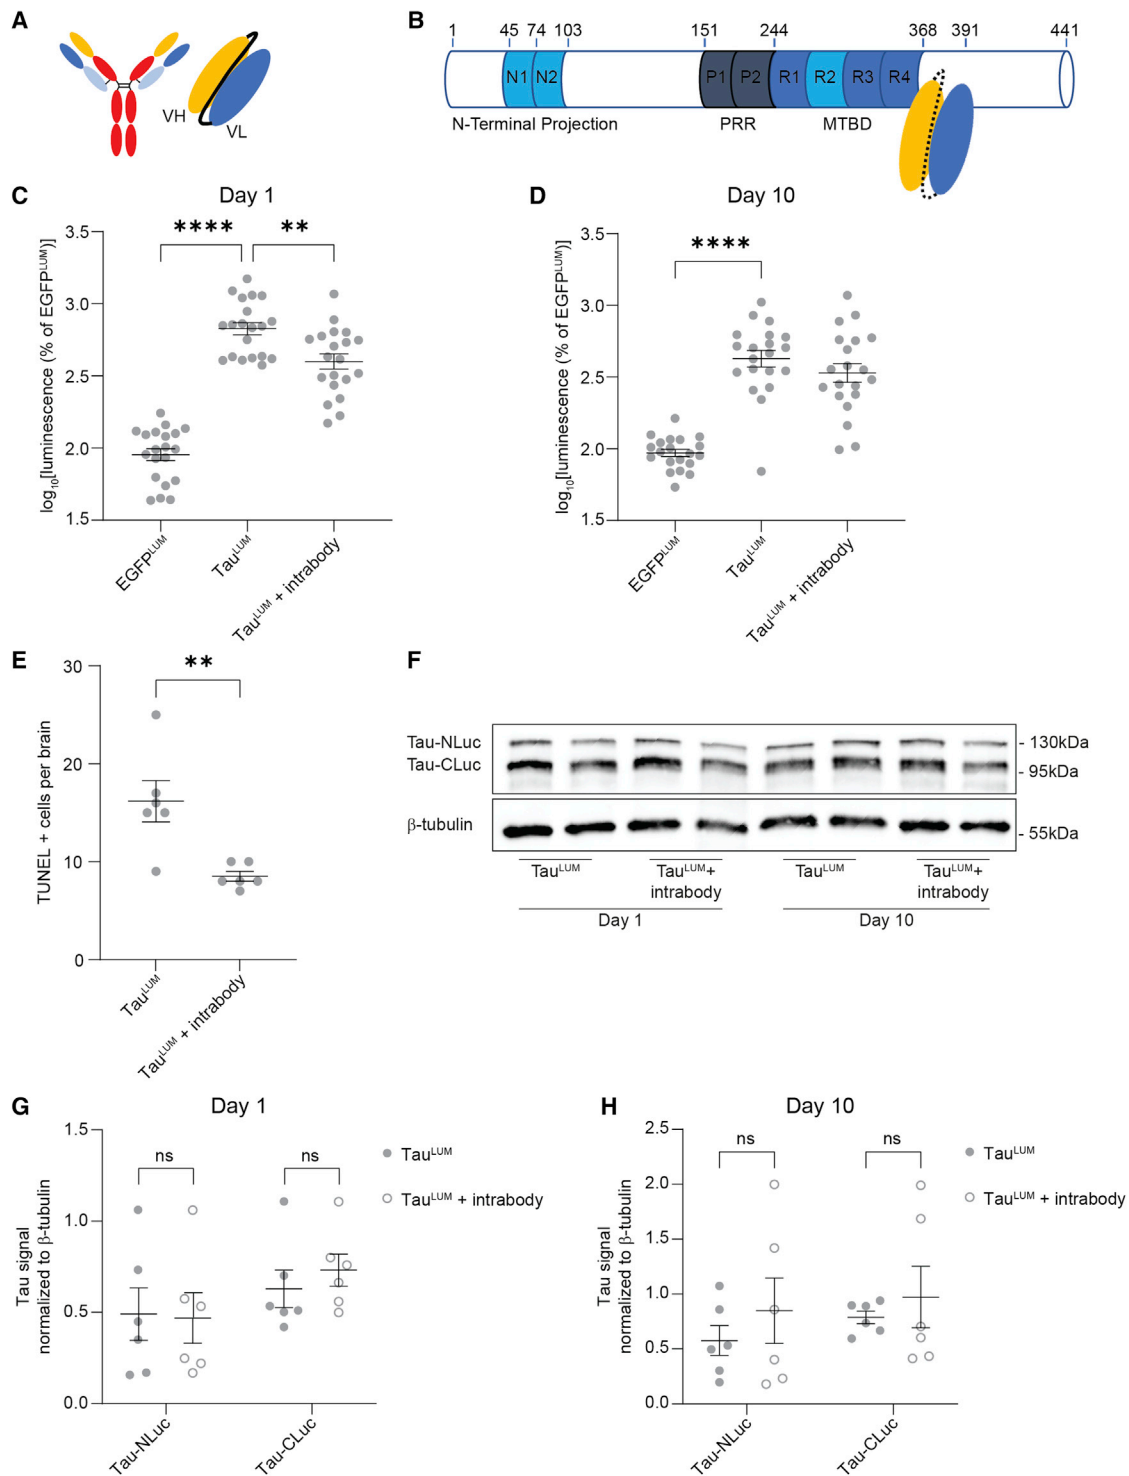 A
VH
VL
B
1 45 74 103 151 244 368 391 441
N1 N2 P1 P2 R1 R2 R3 R4
N-Terminal Projection PRR MTBD
C
Day 1
**** **
log10[luminescence (% of EGFPLUM)]
3.5
3.0
2.5
2.0
1.5
EGFPLUM
TauLUM
TauLUM + intrabody
D
Day 10
****
log10[luminescence (% of EGFPLUM)]
3.5
3.0
2.5
2.0
1.5
EGFPLUM
TauLUM
TauLUM + intrabody
E
**
TUNEL + cells per brain
30
20
10
0
TauLUM
TauLUM + intrabody
F
Tau-NLuc
Tau-CLuc
β-tubulin
- 130kDa
- 95kDa
- 55kDa
TauLUM
TauLUM+
intrabody
TauLUM
TauLUM+
intrabody
Day 1
Day 10
G
Day 1
ns ns
Tau signal
normalized to β-tubulin
1.5
1.0
0.5
0.0
Tau-NLuc
Tau-CLuc
TauLUM
TauLUM + intrabody
H
Day 10
ns ns
Tau signal
normalized to β-tubulin
2.5
2.0
1.5
1.0
0.5
0.0
Tau-NLuc
Tau-CLuc
TauLUM
TauLUM + intrabody